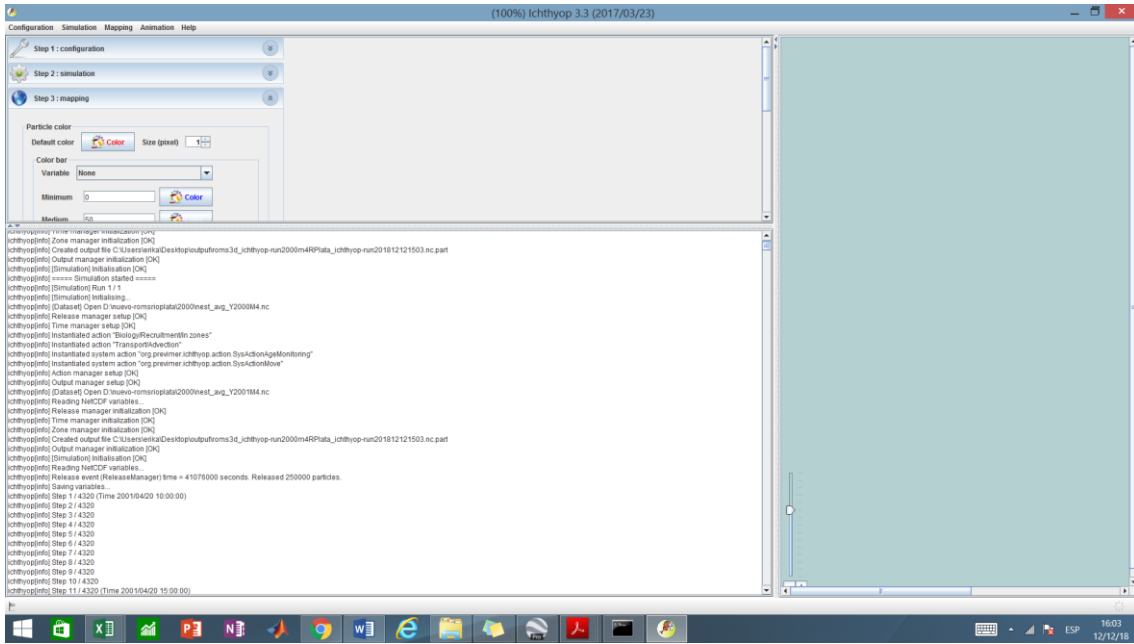 (100%) Ichthyop 3.3 (2017/03/23)
Configuration Simulation Mapping Animation Help
Step 1 : configuration
Step 2 : simulation
Step 3 : mapping
Particle color
Default color Color Size (pixel) 1
Color bar
Variable None
Minimum 0 Color
Medium 50
ichthyop[info] Time manager initialization [OK]
ichthyop[info] Zone manager initialization [OK]
ichthyop[info] Created output file C:\Users\erika\Desktop\output\roms3d_ichthyop-run2000m4RPlata_ichthyop-run201812121503.nc.part
ichthyop[info] Output manager initialization [OK]
ichthyop[info] [Simulation] Initialisation [OK]
ichthyop[info] ===== Simulation started =====
ichthyop[info] [Simulation] Run 1 / 1
ichthyop[info] [Simulation] Initialising...
ichthyop[info] {Dataset} Open D:\nuevo-romsrioplata\2000\nest_avg_Y2000M4.nc
ichthyop[info] Release manager setup [OK]
ichthyop[info] Time manager setup [OK]
ichthyop[info] Instantiated action "Biology/Recruitment/In zones"
ichthyop[info] Instantiated action "Transport/Advection"
ichthyop[info] Instantiated system action "org.previmer.ichthyop.action.SysActionAgeMonitoring"
ichthyop[info] Instantiated system action "org.previmer.ichthyop.action.SysActionMove"
ichthyop[info] Action manager setup [OK]
ichthyop[info] Output manager setup [OK]
ichthyop[info] {Dataset} Open D:\nuevo-romsrioplata\2000\nest_avg_Y2001M4.nc
ichthyop[info] Reading NetCDF variables...
ichthyop[info] Release manager initialization [OK]
ichthyop[info] Time manager initialization [OK]
ichthyop[info] Zone manager initialization [OK]
ichthyop[info] Created output file C:\Users\erika\Desktop\output\roms3d_ichthyop-run2000m4RPlata_ichthyop-run201812121503.nc.part
ichthyop[info] Output manager initialization [OK]
ichthyop[info] [Simulation] Initialisation [OK]
ichthyop[info] Reading NetCDF variables...
ichthyop[info] Release event (ReleaseManager) time = 41076000 seconds. Released 250000 particles.
ichthyop[info] Saving variables...
ichthyop[info] Step 1 / 4320 (Time 2001/04/20 10:00:00)
ichthyop[info] Step 2 / 4320
ichthyop[info] Step 3 / 4320
ichthyop[info] Step 4 / 4320
ichthyop[info] Step 5 / 4320
ichthyop[info] Step 6 / 4320
ichthyop[info] Step 7 / 4320
ichthyop[info] Step 8 / 4320
ichthyop[info] Step 9 / 4320
ichthyop[info] Step 10 / 4320
ichthyop[info] Step 11 / 4320 (Time 2001/04/20 15:00:00)
ESP
16:03
12/12/18